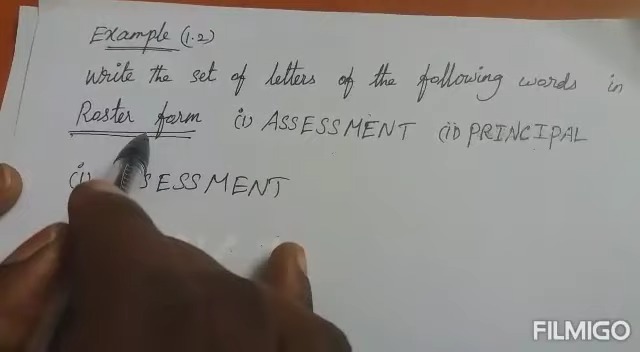 Example (1.2)
Write the set of letters of the following words in
Roster form (i) ASSESSMENT (ii) PRINCIPAL
(i) SESSMENT
FILMIGO